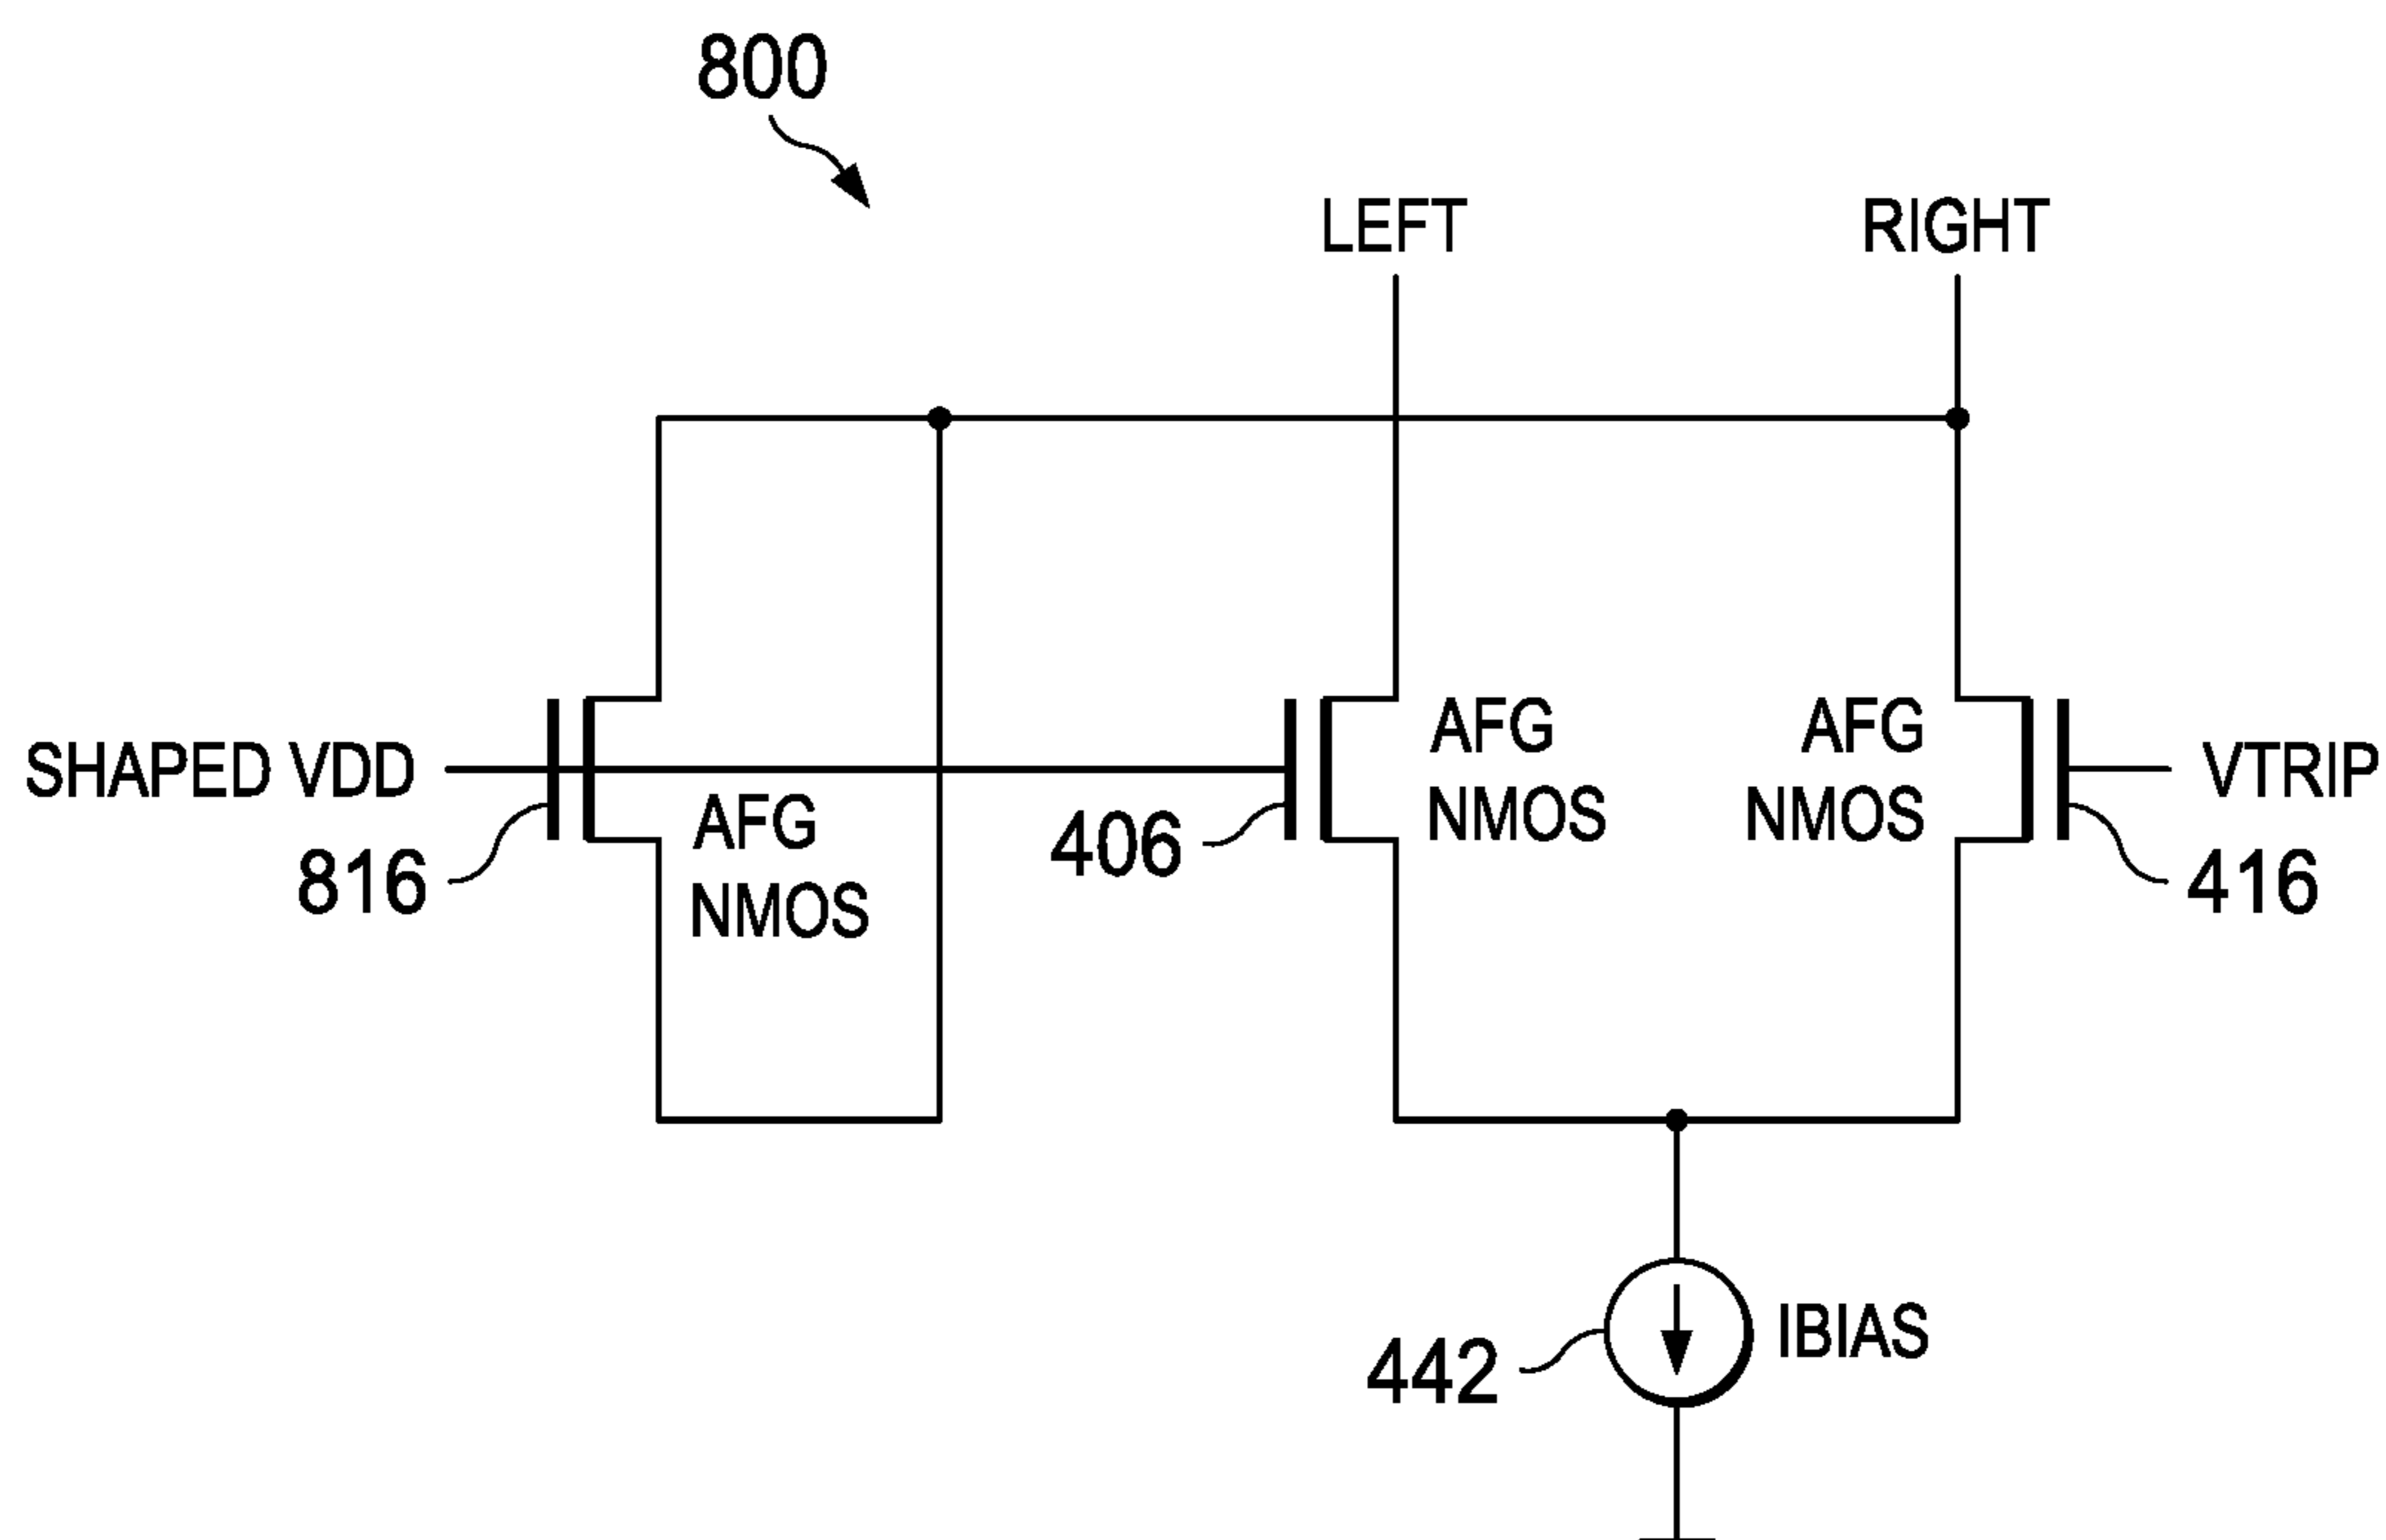 800
LEFT
RIGHT
SHAPED VDD
816
AFG
NMOS
406
AFG
NMOS
AFG
NMOS
VTRIP
416
442
IBIAS